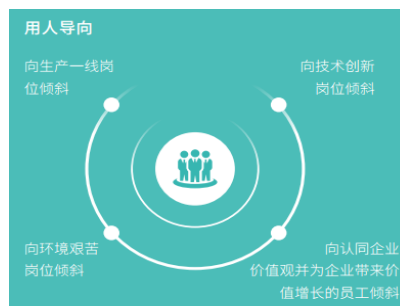 用人导向
向生产一线岗
位倾斜
向技术创新
岗位倾斜
向环境艰苦
岗位倾斜
向认同企业
价值观并为企业带来价
值增长的员工倾斜